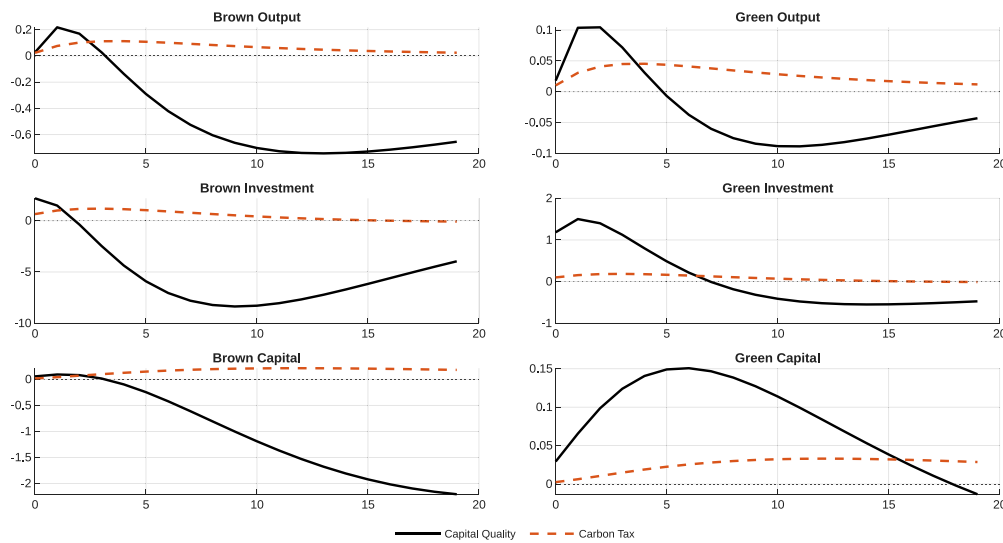 Brown Output
0.2
0
-0.2
-0.4
-0.6
0 5 10 15 20
Green Output
0.1
0.05
0
-0.05
-0.1
0 5 10 15 20
Brown Investment
0
-5
-10
0 5 10 15 20
Green Investment
2
1
0
-1
0 5 10 15 20
Brown Capital
0
-0.5
-1
-1.5
-2
0 5 10 15 20
Green Capital
0.15
0.1
0.05
0
0 5 10 15 20
Capital Quality Carbon Tax